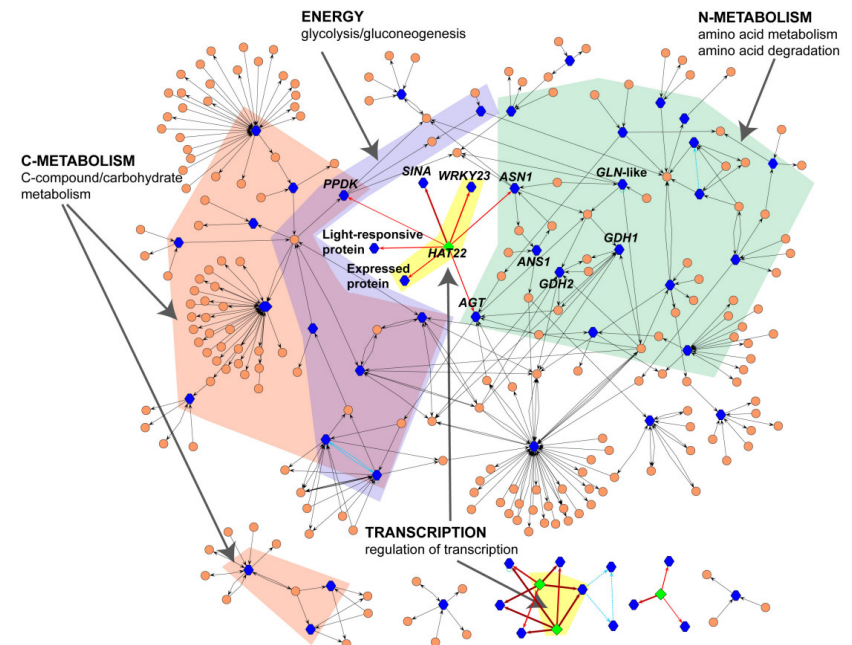 ENERGY
glycolysis/gluconeogenesis
N-METABOLISM
amino acid metabolism
amino acid degradation
C-METABOLISM
C-compound/carbohydrate
metabolism
PPDK
SINA
WRKY23
ASN1
GLN-like
Light-responsive
protein
HAT22
Expressed
protein
ANS1
GDH1
GDH2
AGT
TRANSCRIPTION
regulation of transcription